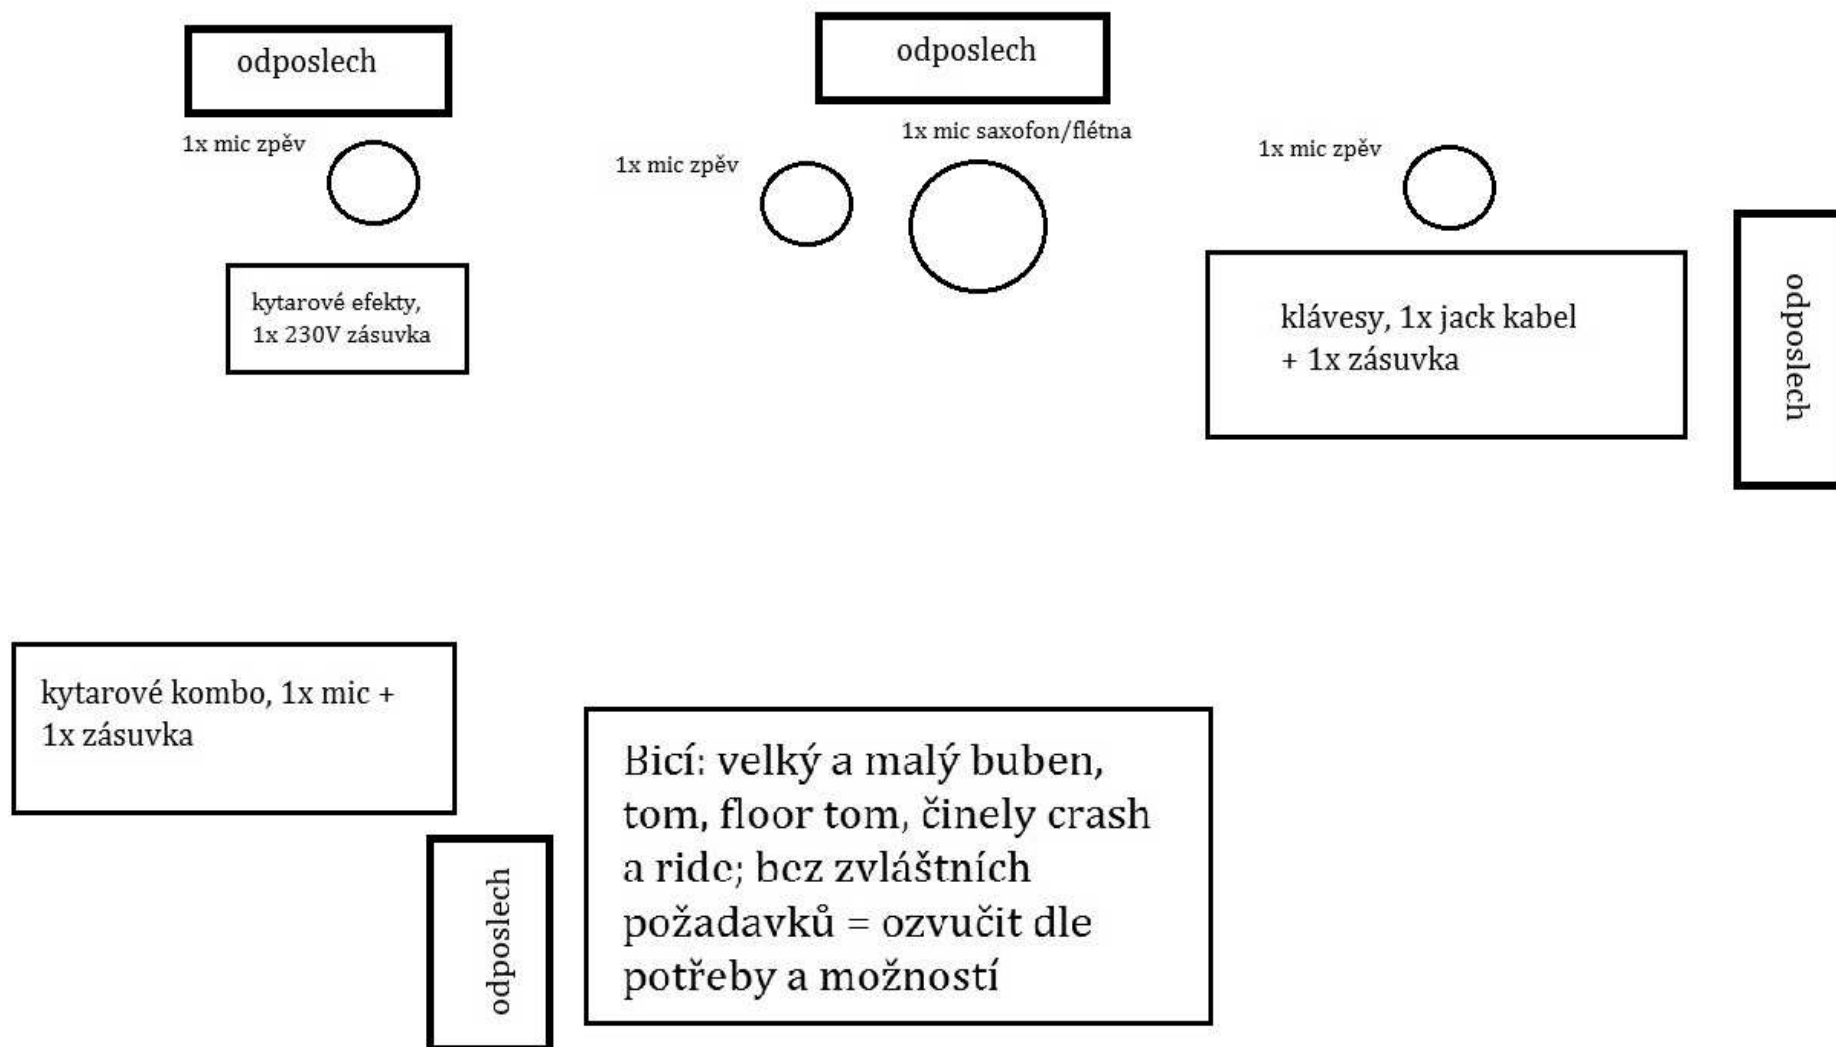 odposlech
odposlech
1x mic zpěv
1x mic zpěv
1x mic saxofon/flétna
1x mic zpěv
kytarové efekty,
1x 230V zásuvka
klávesy, 1x jack kabel
+ 1x zásuvka
odposlech
kytarové kombo, 1x mic +
1x zásuvka
odposlech
Bicí: velký a malý buben,
tom, floor tom, činely crash
a ride; bez zvláštních
požadavků = ozvučit dle
potřeby a možností